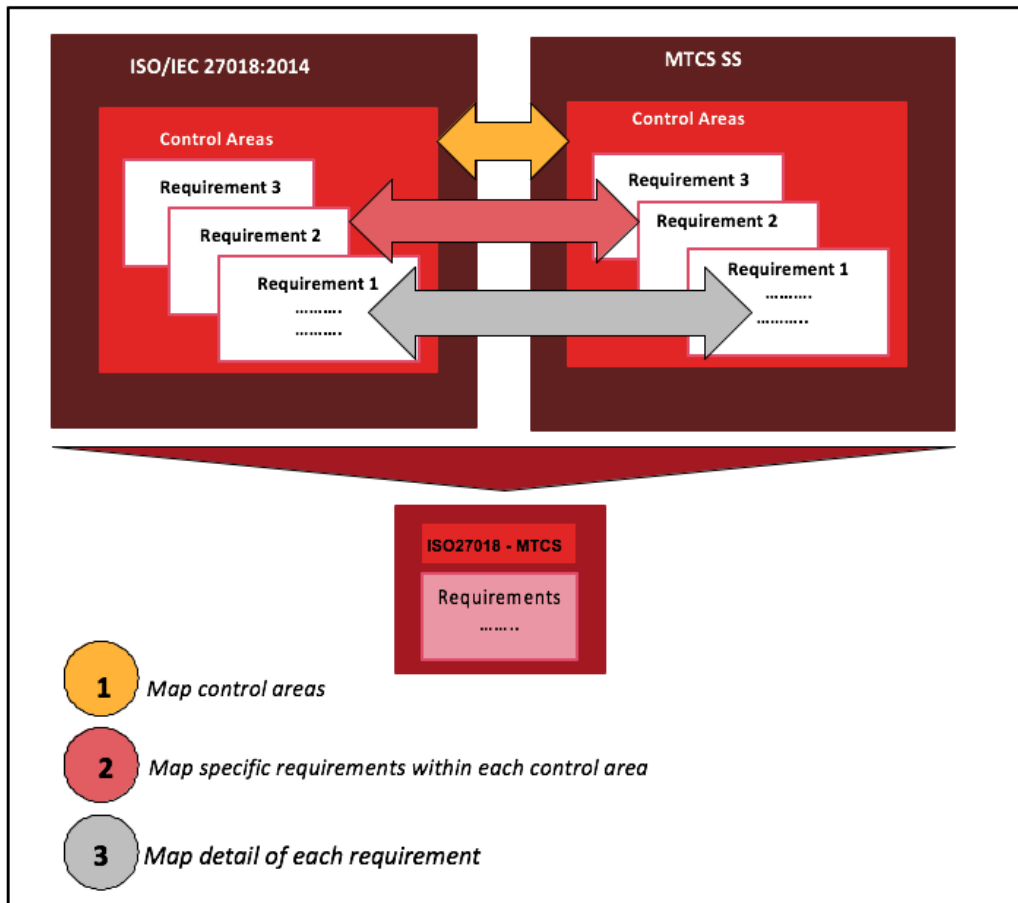 ISO/IEC 27018:2014
Control Areas
Requirement 3
Requirement 2
Requirement 1
……….
……….
MTCS SS
Control Areas
Requirement 3
Requirement 2
Requirement 1
……….
………..
ISO27018 - MTCS
Requirements
……..
1 Map control areas
2 Map specific requirements within each control area
3 Map detail of each requirement